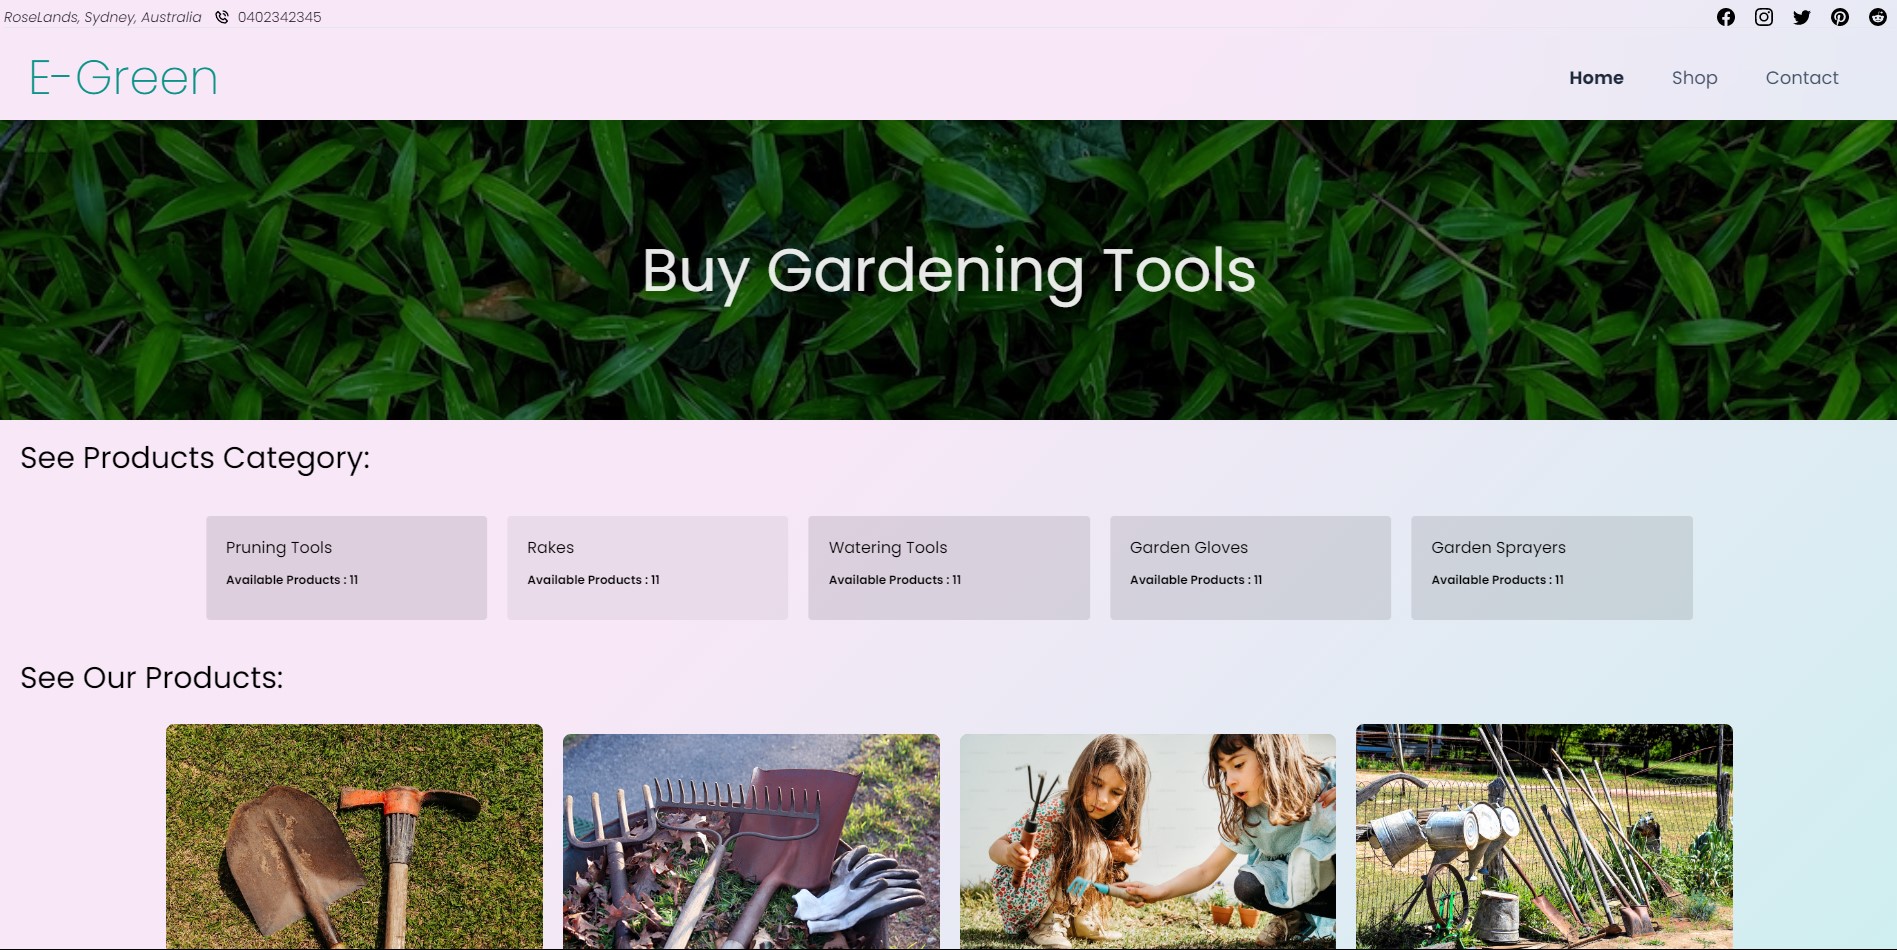 RoseLands, Sydney, Australia 0402342345
E-Green
Home Shop Contact
Buy Gardening Tools
See Products Category:
Pruning Tools
Available Products : 11
Rakes
Available Products : 11
Watering Tools
Available Products : 11
Garden Gloves
Available Products : 11
Garden Sprayers
Available Products : 11
See Our Products: